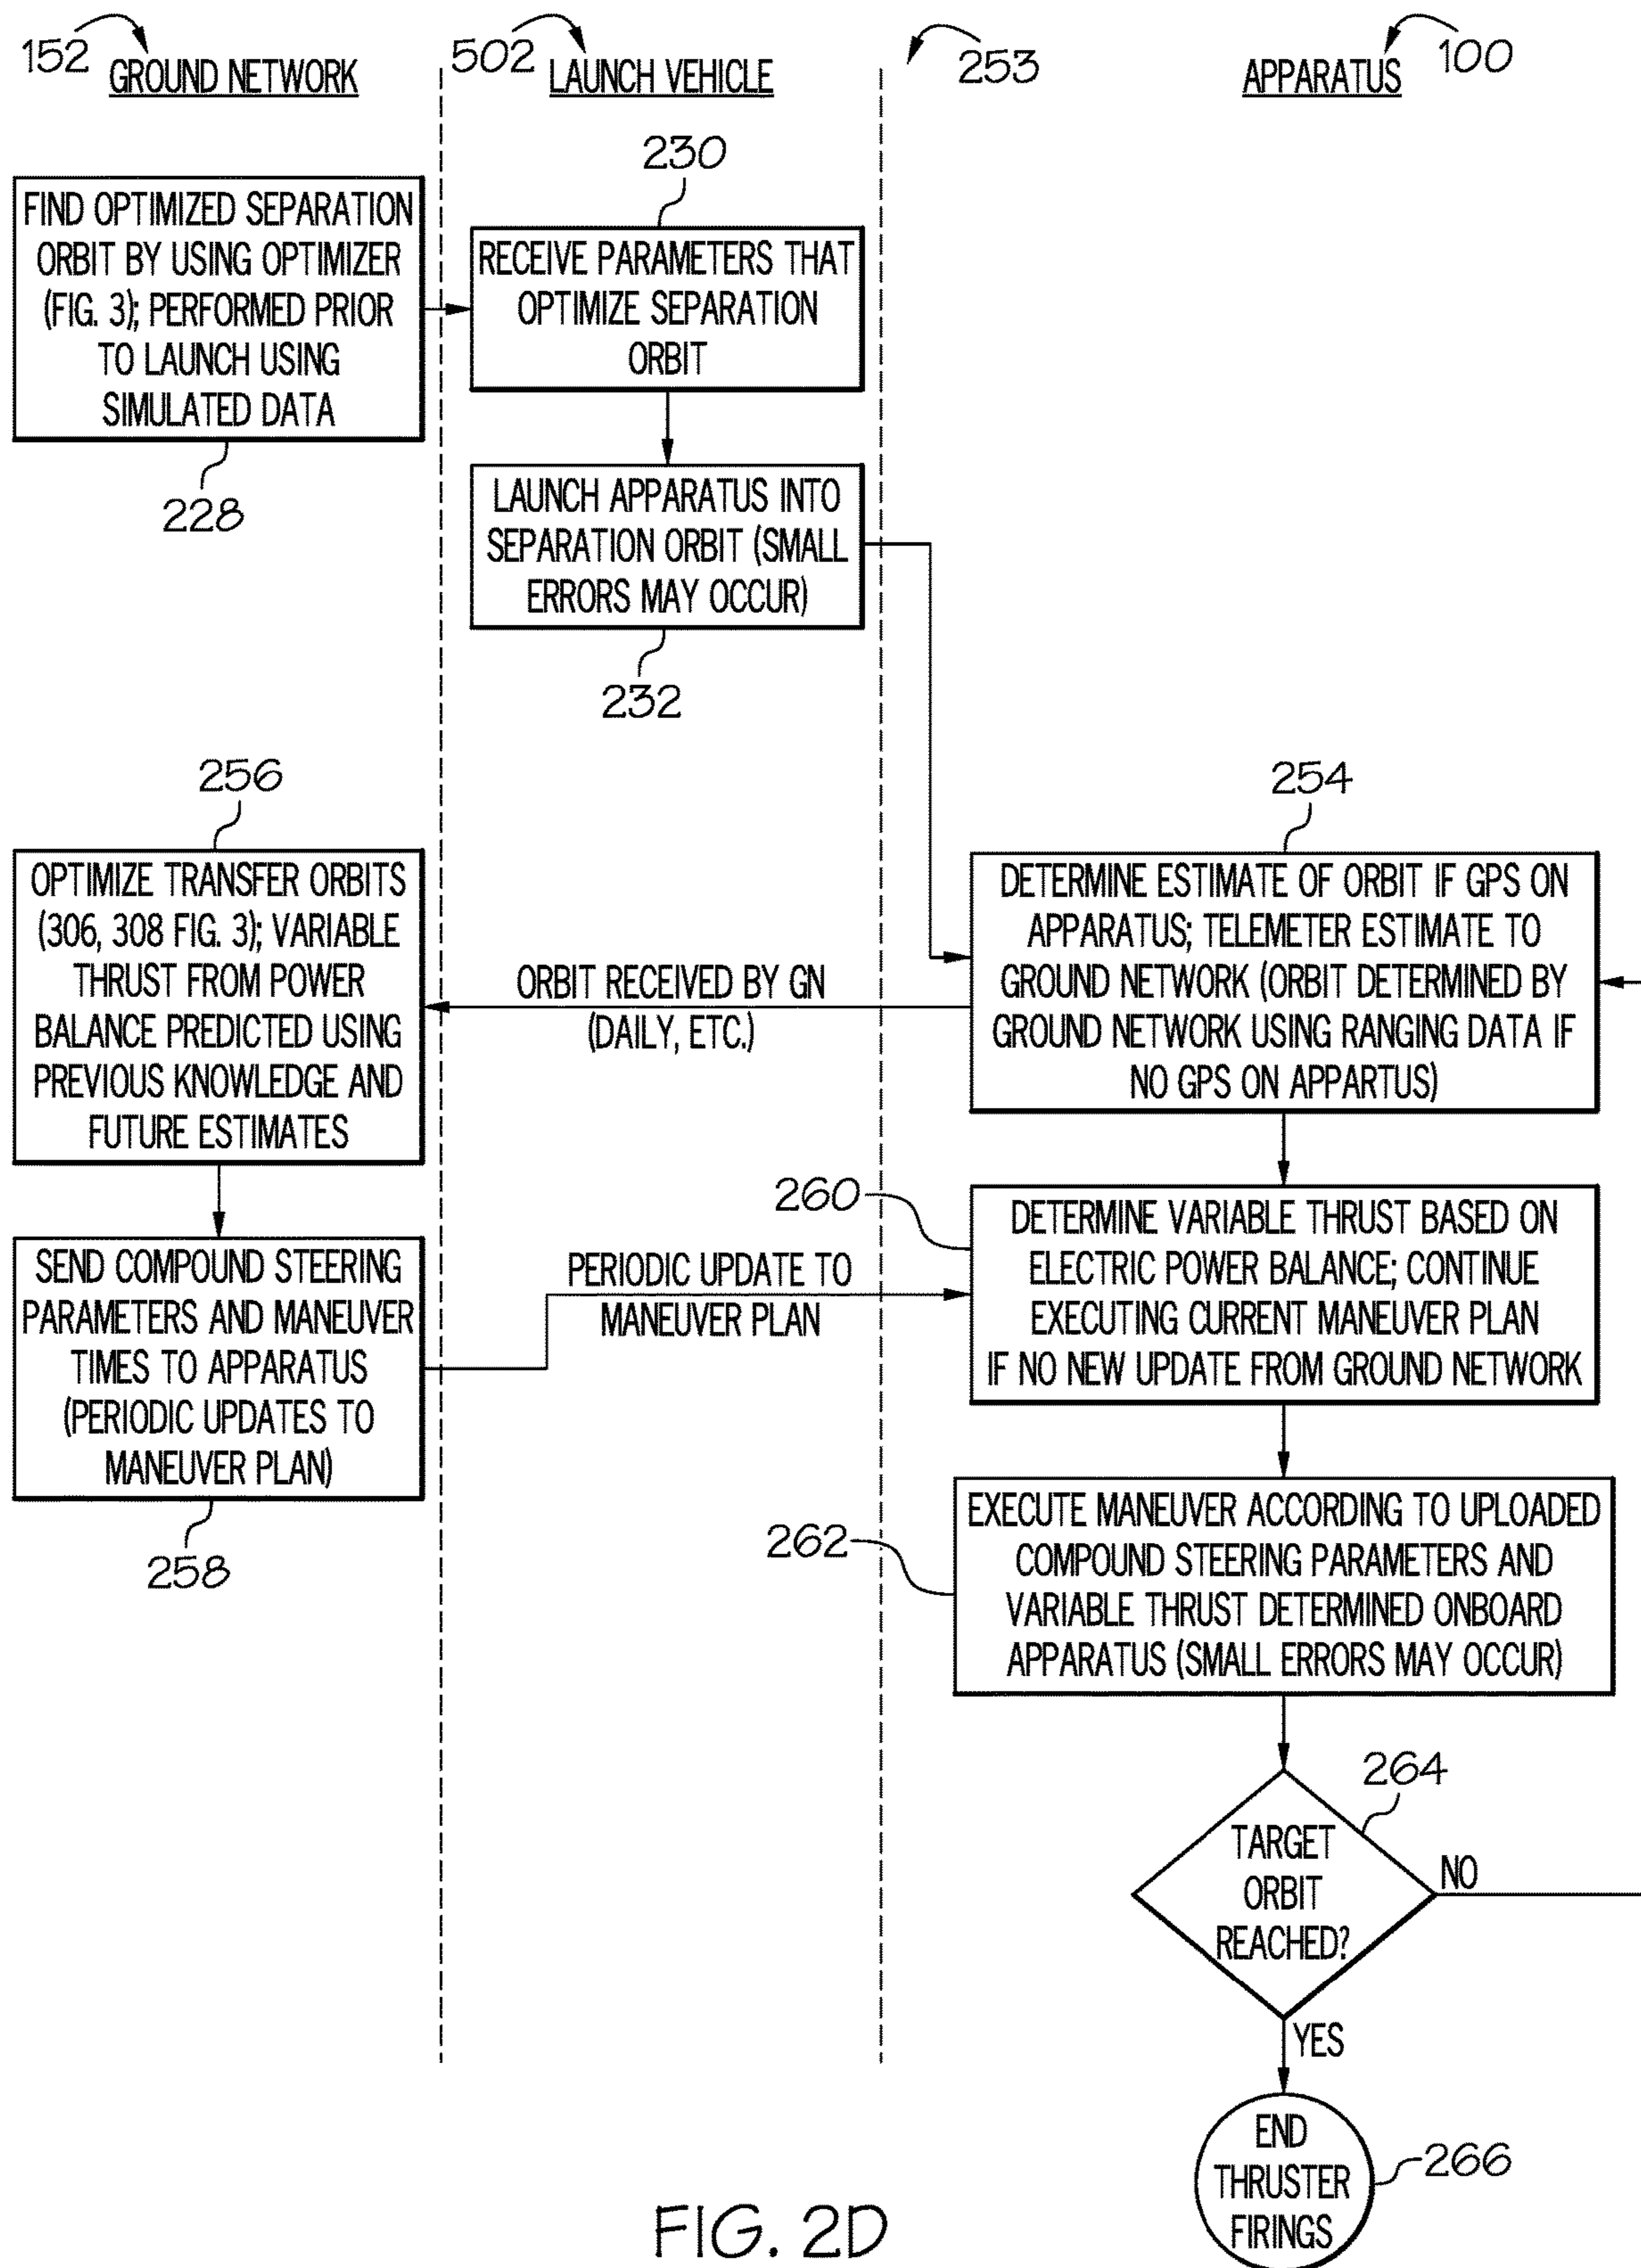 152
GROUND NETWORK
502
LAUNCH VEHICLE
253
APPARATUS
100
FIND OPTIMIZED SEPARATION
ORBIT BY USING OPTIMIZER
(FIG. 3); PERFORMED PRIOR
TO LAUNCH USING
SIMULATED DATA
228
230
RECEIVE PARAMETERS THAT
OPTIMIZE SEPARATION
ORBIT
LAUNCH APPARATUS INTO
SEPARATION ORBIT (SMALL
ERRORS MAY OCCUR)
232
254
DETERMINE ESTIMATE OF ORBIT IF GPS ON
APPARATUS; TELEMETER ESTIMATE TO
GROUND NETWORK (ORBIT DETERMINED BY
GROUND NETWORK USING RANGING DATA IF
NO GPS ON APPARTUS)
ORBIT RECEIVED BY GN
(DAILY, ETC.)
256
OPTIMIZE TRANSFER ORBITS
(306, 308 FIG. 3); VARIABLE
THRUST FROM POWER
BALANCE PREDICTED USING
PREVIOUS KNOWLEDGE AND
FUTURE ESTIMATES
SEND COMPOUND STEERING
PARAMETERS AND MANEUVER
TIMES TO APPARATUS
(PERIODIC UPDATES TO
MANEUVER PLAN)
258
PERIODIC UPDATE TO
MANEUVER PLAN
260
DETERMINE VARIABLE THRUST BASED ON
ELECTRIC POWER BALANCE; CONTINUE
EXECUTING CURRENT MANEUVER PLAN
IF NO NEW UPDATE FROM GROUND NETWORK
262
EXECUTE MANEUVER ACCORDING TO UPLOADED
COMPOUND STEERING PARAMETERS AND
VARIABLE THRUST DETERMINED ONBOARD
APPARATUS (SMALL ERRORS MAY OCCUR)
264
TARGET
ORBIT
REACHED?
NO
YES
END
THRUSTER
FIRINGS
266
FIG. 2D